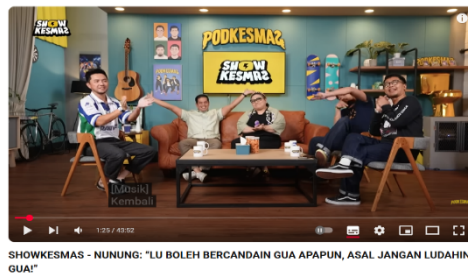 SHOW
KESMAS
PODKESMAS
SHOW
KESMAS
[Musik]
Kembali
1:25 / 43:52
SHOWKESMAS - NUNUNG: "LU BOLEH BERCANDAIN GUA APAPUN, ASAL JANGAN LUDAHIN
GUA!"